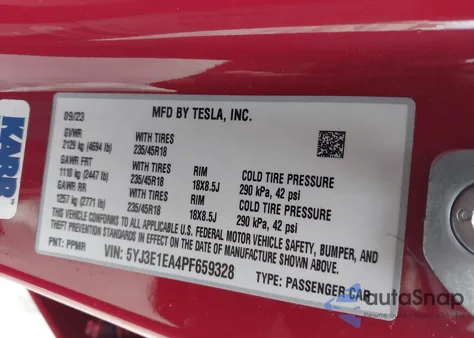 MFD BY TESLA, INC.
09/23
GVWR WITH TIRES
2129 kg (4694 lb) 235/45R18
GAWR FRT WITH TIRES RIM COLD TIRE PRESSURE
1110 kg (2447 lb) 235/45R18 18X8.5J 290 kPa, 42 psi
GAWR RR WITH TIRES RIM COLD TIRE PRESSURE
1257 kg (2771 lb) 235/45R18 18X8.5J 290 kPa, 42 psi
THIS VEHICLE CONFORMS TO ALL APPLICABLE U.S. FEDERAL MOTOR VEHICLE SAFETY, BUMPER, AND
THEFT PREVENTION STANDARDS IN EFFECT ON THE DATE OF MANUFACTURE SHOWN ABOVE.
PNT: PPMR VIN: 5YJ3E1EA4PF659328 TYPE: PASSENGER CAR
KARR
autoSnap